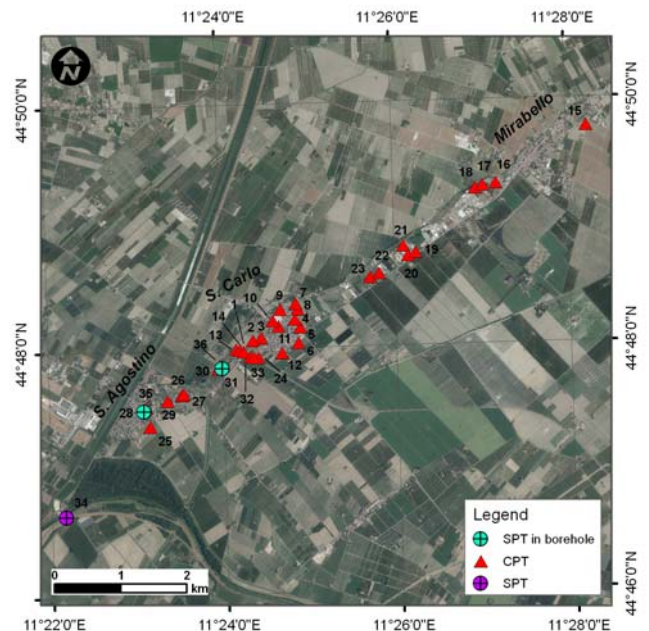 11°24'0"E
11°26'0"E
11°28'0"E
N
44°50'0"N
44°50'0"N
Mirabello
15
18
17
16
21
22
19
20
23
S. Carlo
7
9
8
10
4
1
5
14
2
3
11
13
6
36
12
44°48'0"N
44°48'0"N
30
31
33
24
32
S. Agostino
26
35
27
28
29
25
34
Legend
SPT in borehole
CPT
SPT
0 1 2
km
44°46'0"N
11°22'0"E
11°24'0"E
11°26'0"E
11°28'0"E